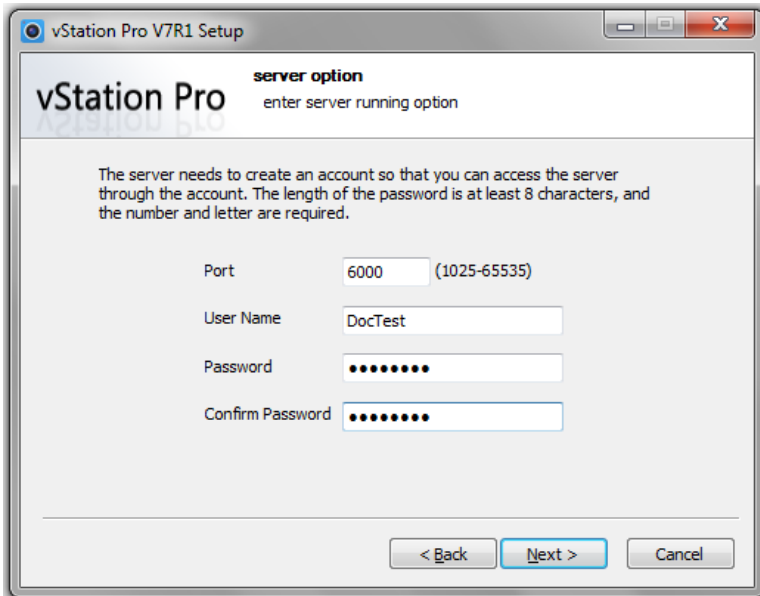 vStation Pro V7R1 Setup
vStation Pro
server option
enter server running option
The server needs to create an account so that you can access the server
through the account. The length of the password is at least 8 characters, and
the number and letter are required.
Port 6000 (1025-65535)
User Name DocTest
Password ●●●●●●●●
Confirm Password ●●●●●●●●
< Back Next > Cancel